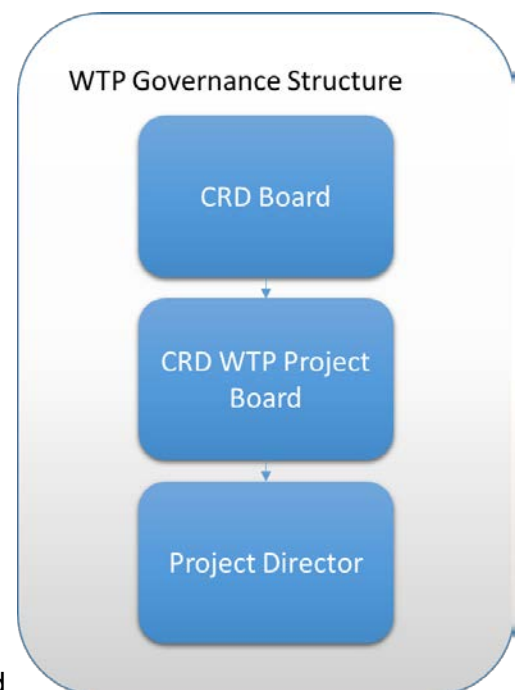 WTP Governance Structure
CRD Board
CRD WTP Project
Board
Project Director